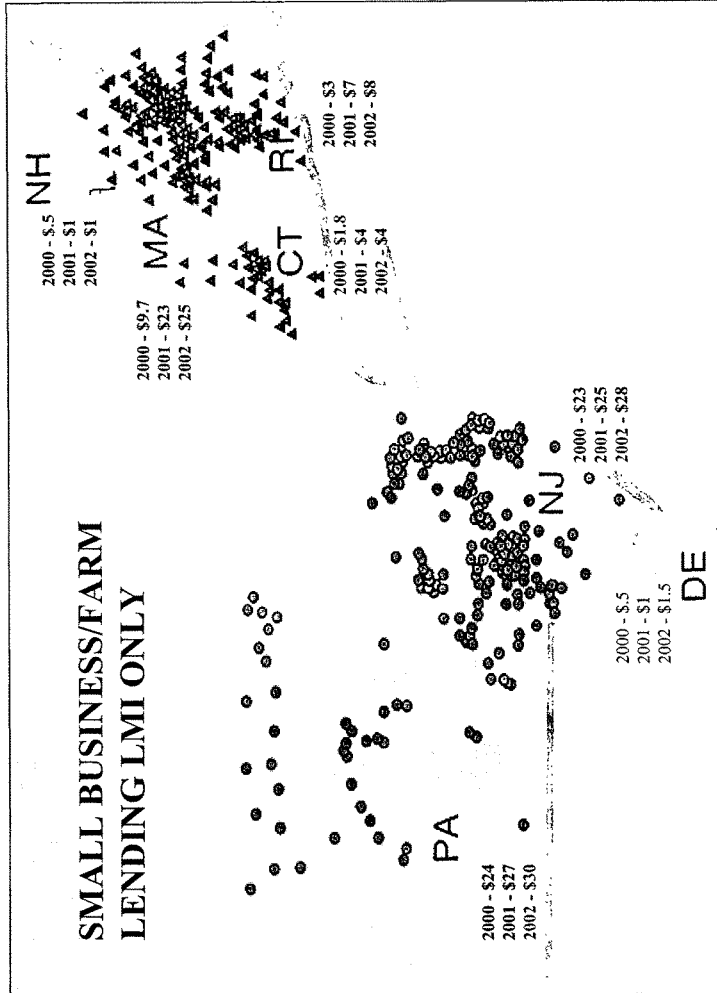 SMALL BUSINESS/FARM
LENDING LMI ONLY
NH
2000 - $.5
2001 - $1
2002 - $1
MA
2000 - $9.7
2001 - $23
2002 - $25
CT
2000 - $1.8
2001 - $4
2002 - $4
RI
2000 - $3
2001 - $7
2002 - $8
NJ
2000 - $23
2001 - $25
2002 - $28
PA
2000 - $24
2001 - $27
2002 - $30
DE
2000 - $.5
2001 - $1
2002 - $1.5